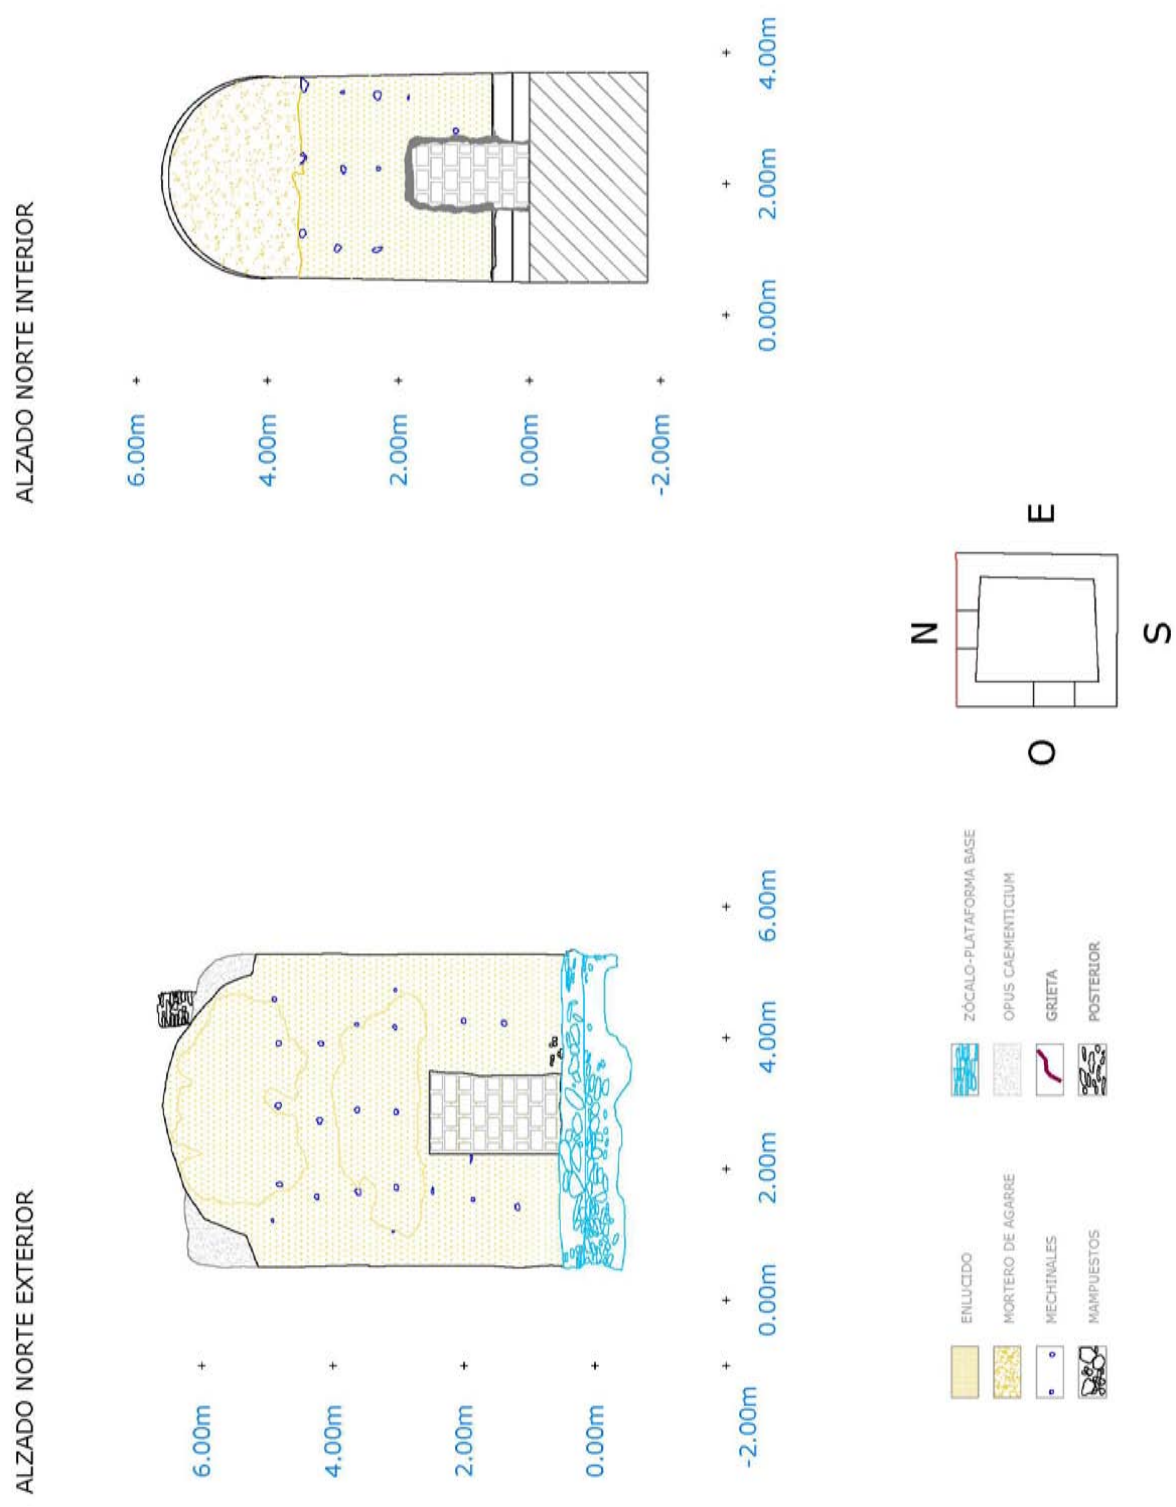 ALZADO NORTE EXTERIOR
6.00m
4.00m
2.00m
0.00m
-2.00m
0.00m
2.00m
4.00m
6.00m
ALZADO NORTE INTERIOR
6.00m
4.00m
2.00m
0.00m
-2.00m
0.00m
2.00m
4.00m
ENLUCIDO
MORTERO DE AGARRE
MECHINALES
MAMPUESTOS
ZÓCALO-PLATAFORMA BASE
OPUS CAEMENTICIUM
GRIETA
POSTERIOR
N
O
E
S